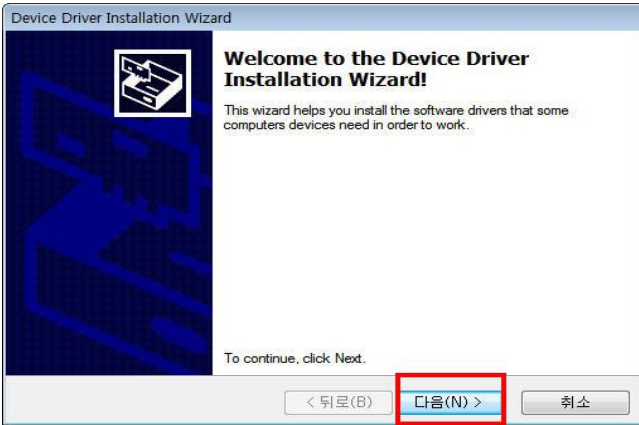 Device Driver Installation Wizard
Welcome to the Device Driver
Installation Wizard!
This wizard helps you install the software drivers that some
computers devices need in order to work.
To continue, click Next.
< 뒤로(B) 다음(N) > 취소